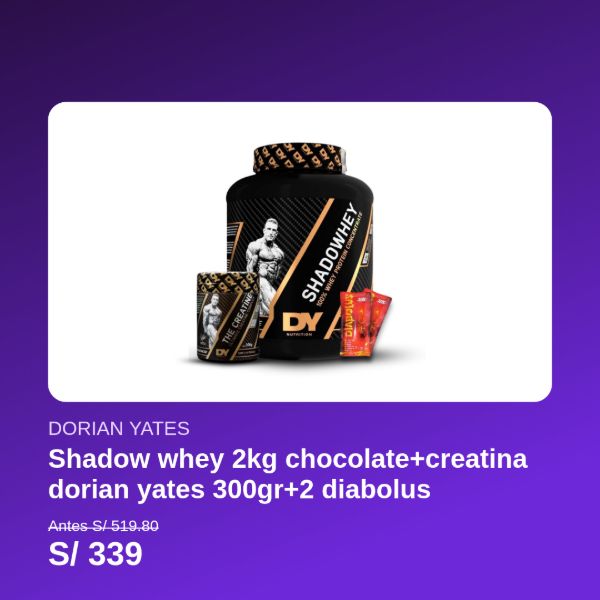 DY
NUTRITION
SHADOWHEY
100% WHEY PROTEIN CONCENTRATE
THE CREATINE
DY
DIABOLUS
DORIAN YATES
Shadow whey 2kg chocolate+creatina
dorian yates 300gr+2 diabolus
Antes S/ 519.80
S/ 339